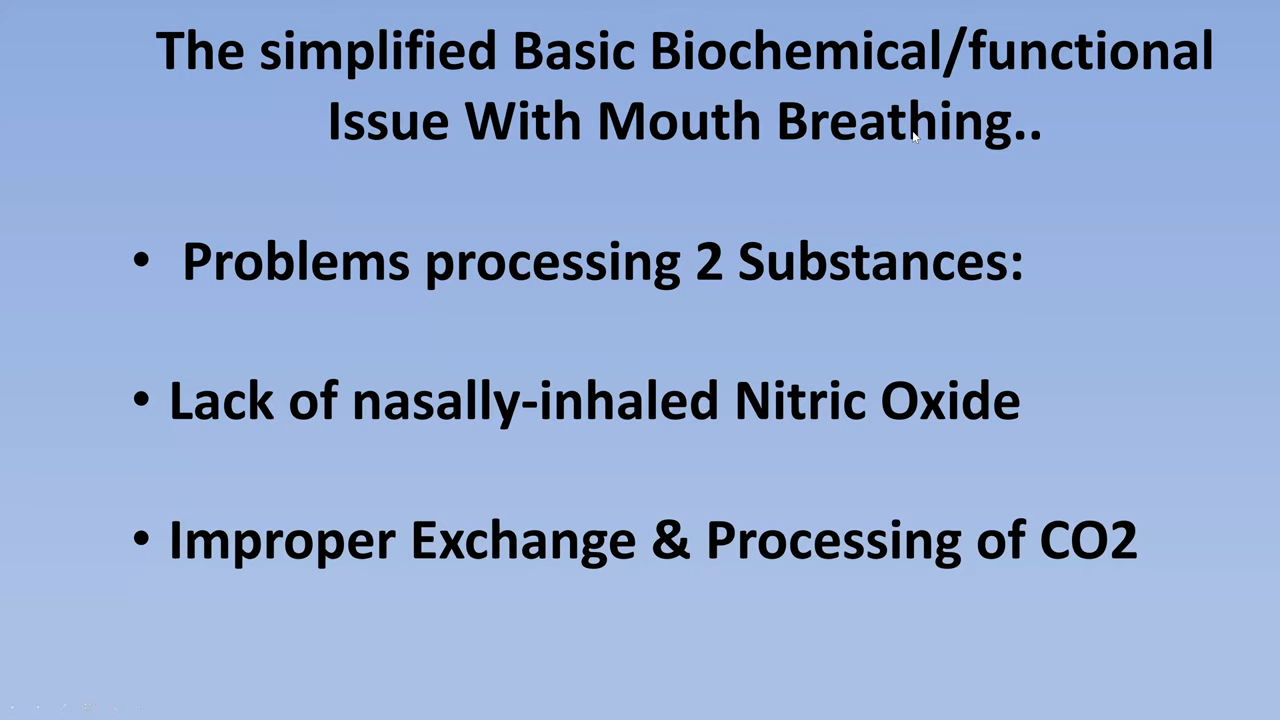 The simplified Basic Biochemical/functional
Issue With Mouth Breathing..
• Problems processing 2 Substances:
• Lack of nasally-inhaled Nitric Oxide
• Improper Exchange & Processing of CO2